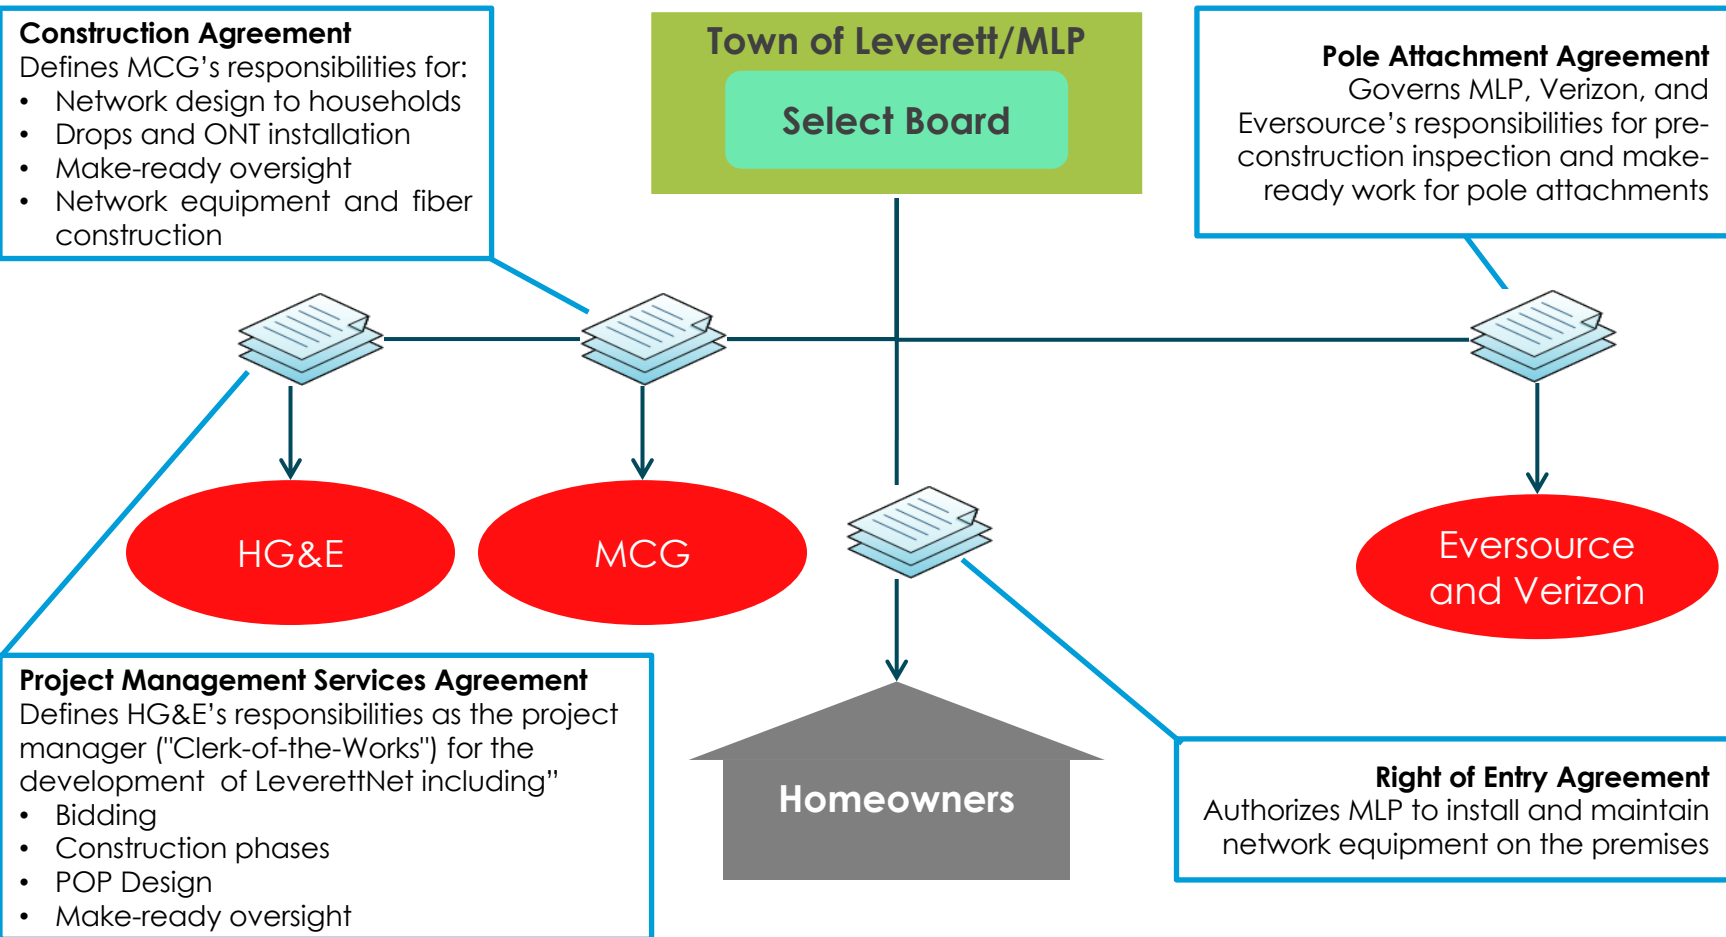 Construction Agreement
Defines MCG's responsibilities for:
• Network design to households
• Drops and ONT installation
• Make-ready oversight
• Network equipment and fiber
construction
Town of Leverett/MLP
Select Board
Pole Attachment Agreement
Governs MLP, Verizon, and
Eversource's responsibilities for pre-
construction inspection and make-
ready work for pole attachments
HG&E
MCG
Eversource
and Verizon
Project Management Services Agreement
Defines HG&E's responsibilities as the project
manager ("Clerk-of-the-Works") for the
development of LeverettNet including”
• Bidding
• Construction phases
• POP Design
• Make-ready oversight
Homeowners
Right of Entry Agreement
Authorizes MLP to install and maintain
network equipment on the premises